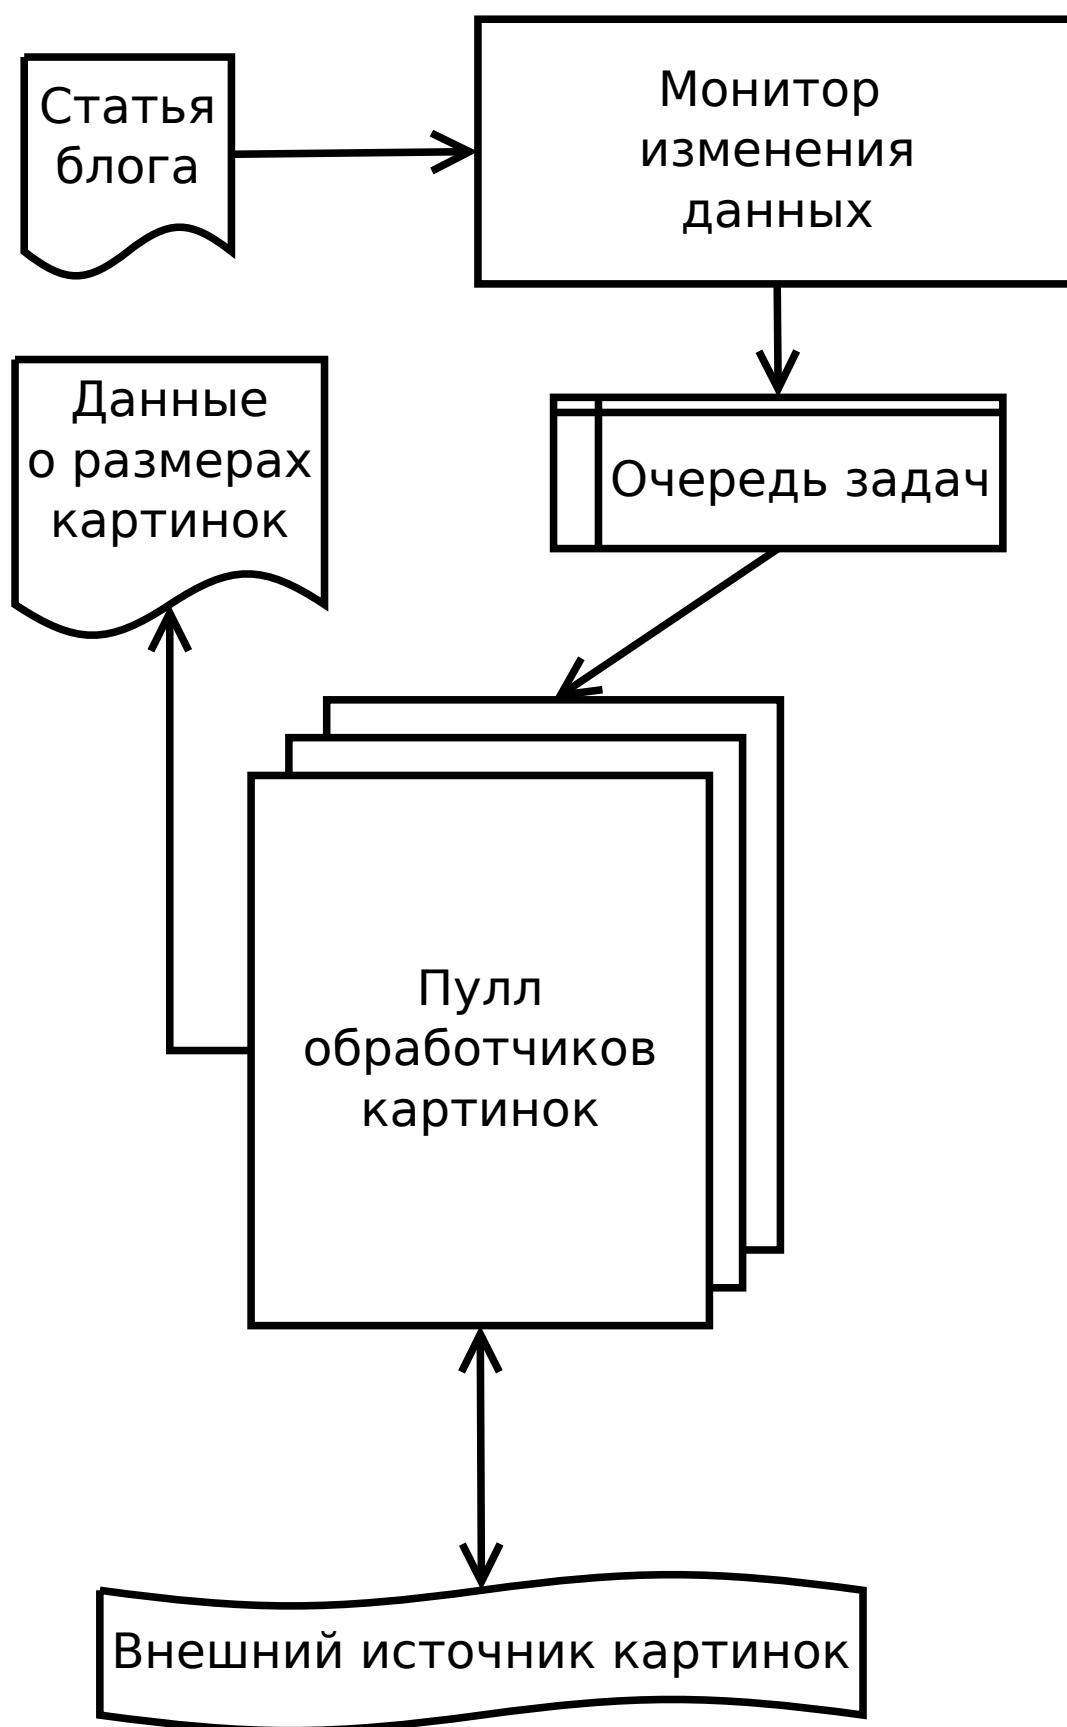 Статья
блога
Монитор
изменения
данных
Данные
о размерах
картинок
Очередь задач
Пулл
обработчиков
картинок
Внешний источник картинок